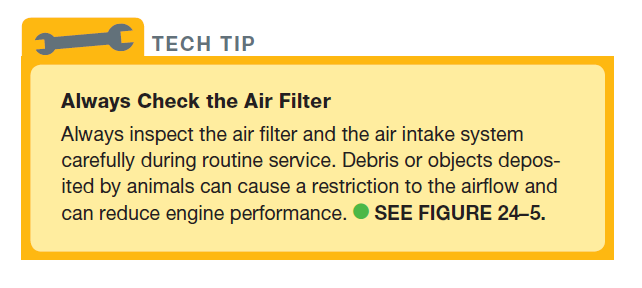 TECH TIP
Always Check the Air Filter
Always inspect the air filter and the air intake system
carefully during routine service. Debris or objects depos-
ited by animals can cause a restriction to the airflow and
can reduce engine performance. SEE FIGURE 24–5.